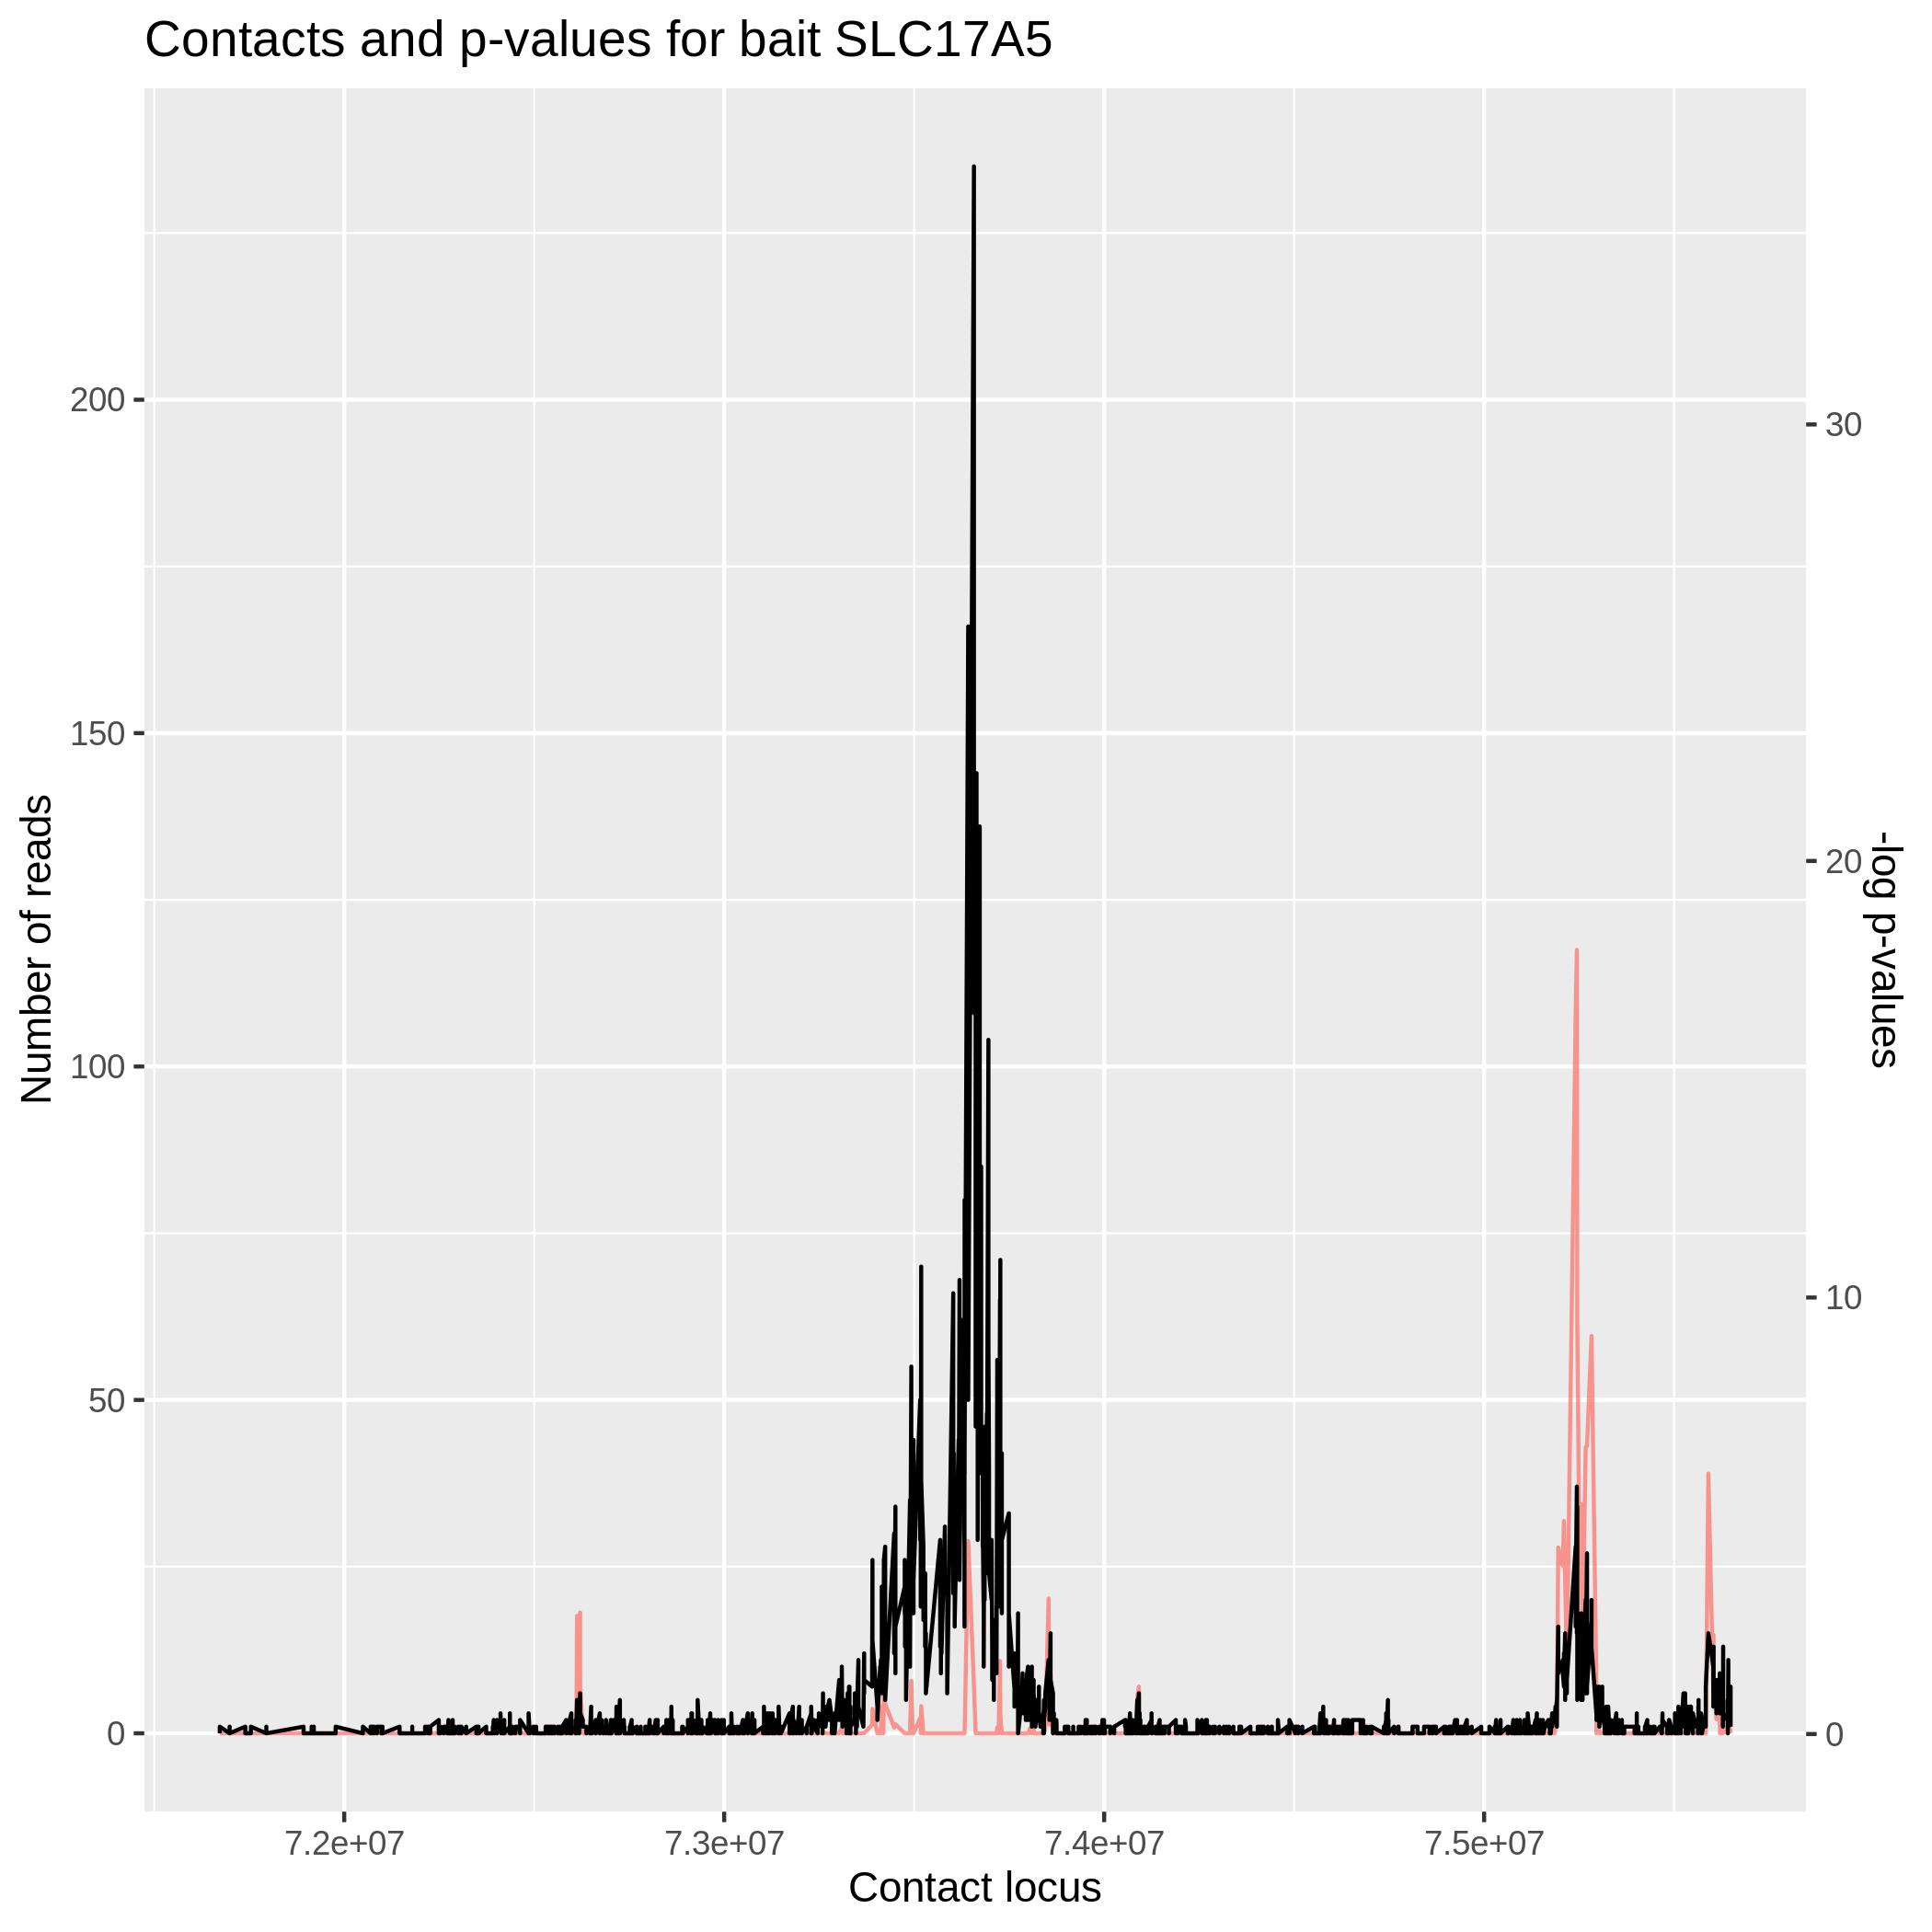 Contacts and p-values for bait SLC17A5
200
150
100
50
0
Number of reads
30
20
10
0
-log p-values
7.2e+07 7.3e+07 7.4e+07 7.5e+07
Contact locus